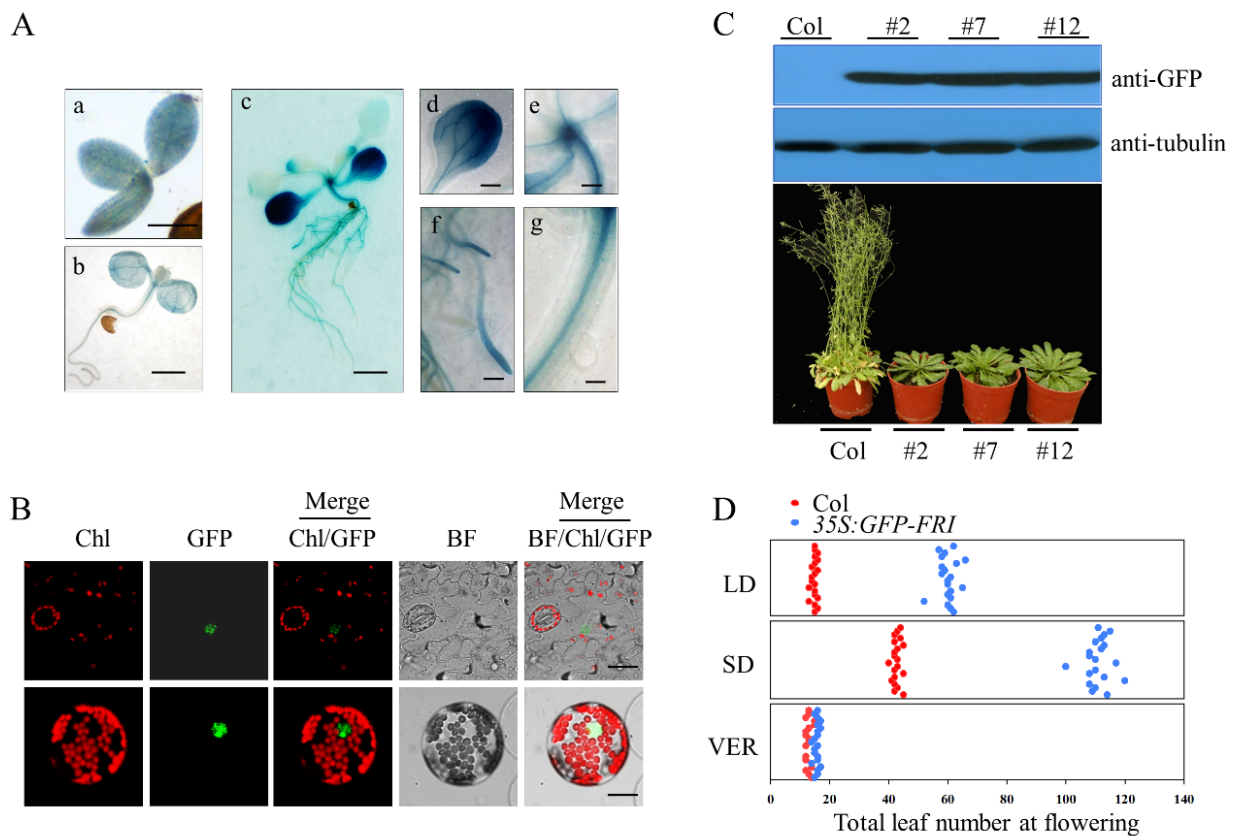 A
a
b
c
d
e
f
g
B
Merge
Merge
Chl
GFP
Chl/GFP
BF
BF/Chl/GFP
C
Col
#2
#7
#12
anti-GFP
anti-tubulin
Col
#2
#7
#12
D
Col
35S:GFP-FRI
LD
SD
VER
0 20 40 60 80 100 120 140
Total leaf number at flowering